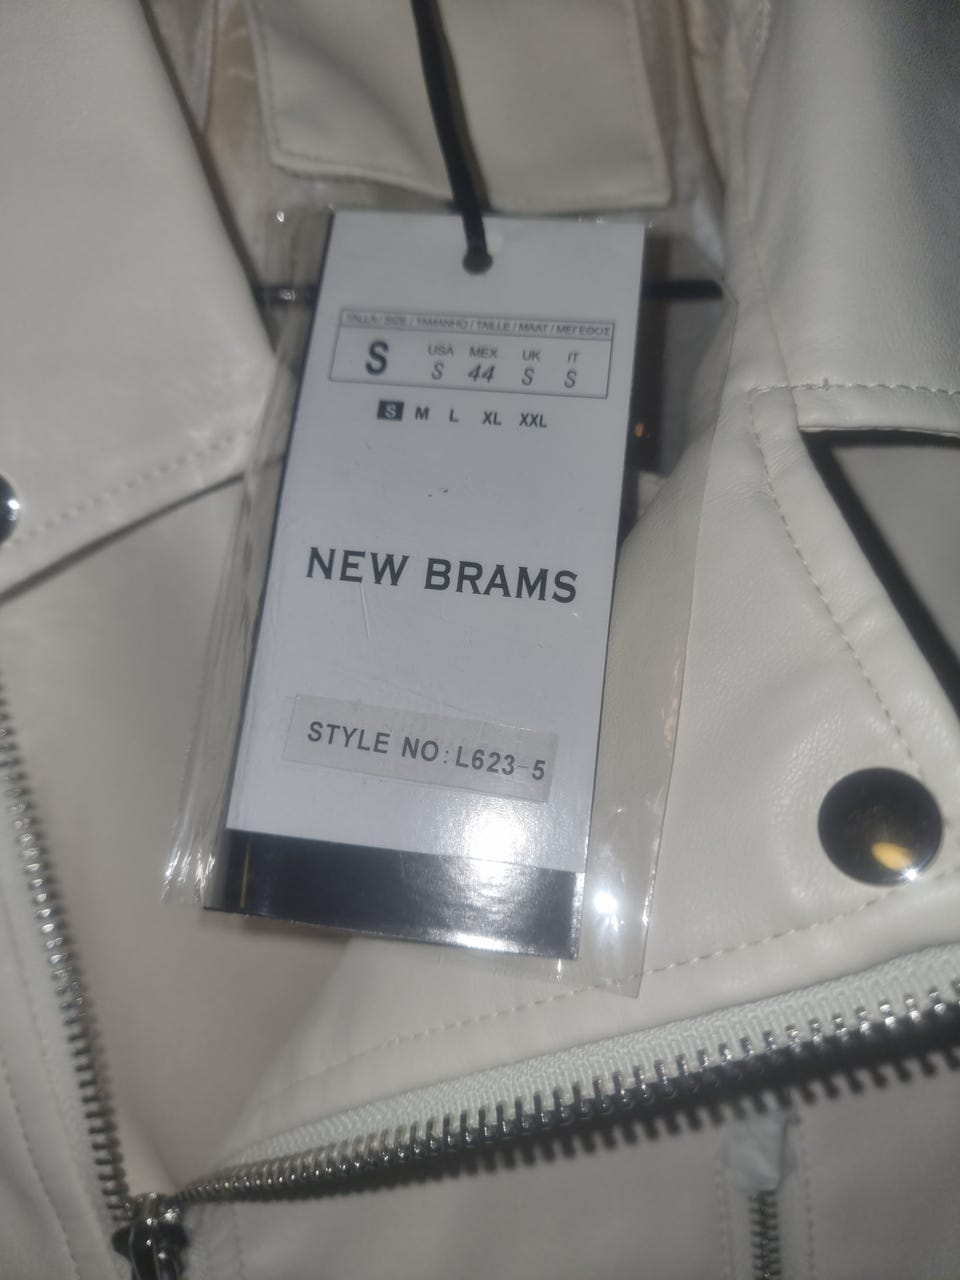 TALLA / SIZE / TAMANHO / TAILLE / MAAT / ΜΕΓΕΘΟΣ
S USA MEX UK IT
S 44 S S
S M L XL XXL
NEW BRAMS
STYLE NO: L623-5